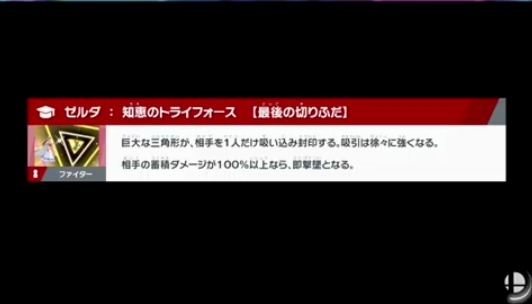 ゼルダ : 知恵のトライフォース 【最後の切りふだ】
巨大な三角形が、相手を1人だけ吸い込み封印する。吸引は徐々に強くなる。
相手の蓄積ダメージが100%以上なら、即撃墜となる。
ファイター